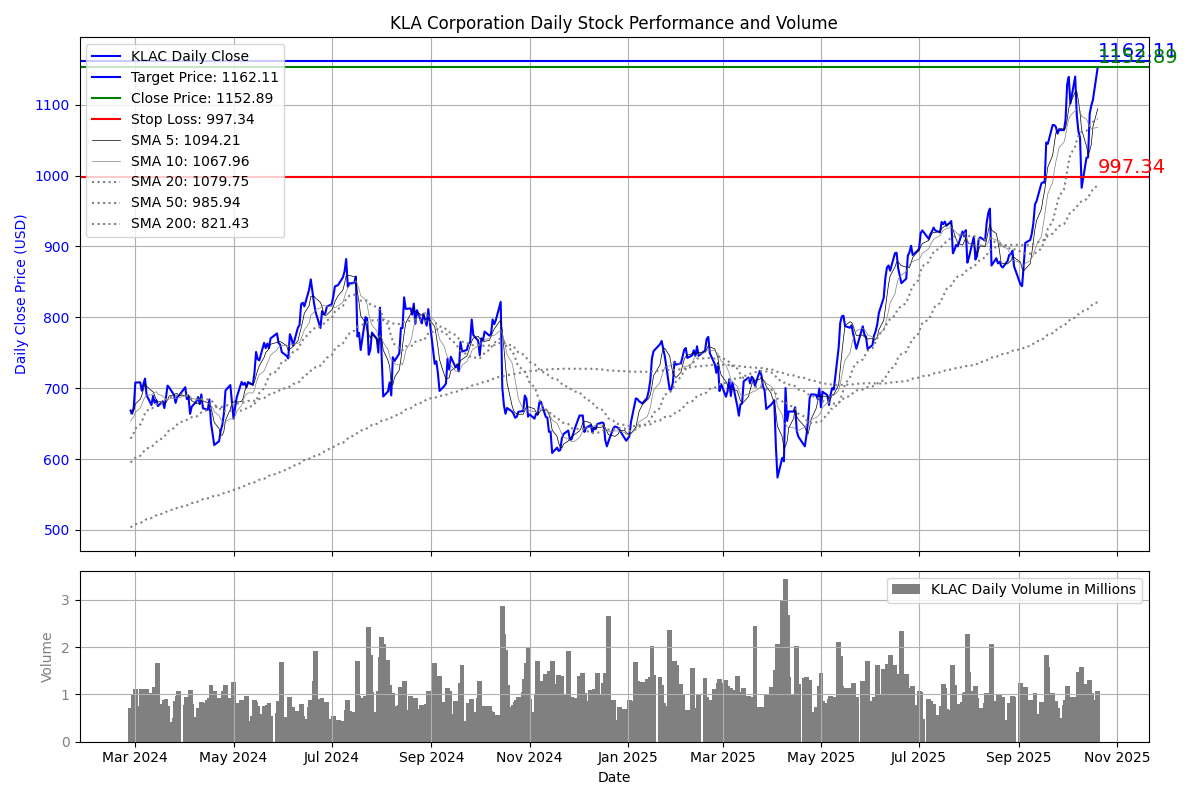 KLA Corporation Daily Stock Performance and Volume
1162.11
1152.89
KLAC Daily Close
Target Price: 1162.11
Close Price: 1152.89
Stop Loss: 997.34
SMA 5: 1094.21
SMA 10: 1067.96
SMA 20: 1079.75
SMA 50: 985.94
SMA 200: 821.43
997.34
1100
1000
900
800
700
600
500
Daily Close Price (USD)
KLAC Daily Volume in Millions
3
2
1
0
Volume
Mar 2024
May 2024
Jul 2024
Sep 2024
Nov 2024
Jan 2025
Mar 2025
May 2025
Jul 2025
Sep 2025
Nov 2025
Date